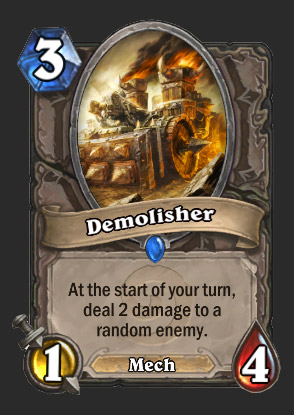 3
Demolisher
At the start of your turn,
deal 2 damage to a
random enemy.
1
Mech
4